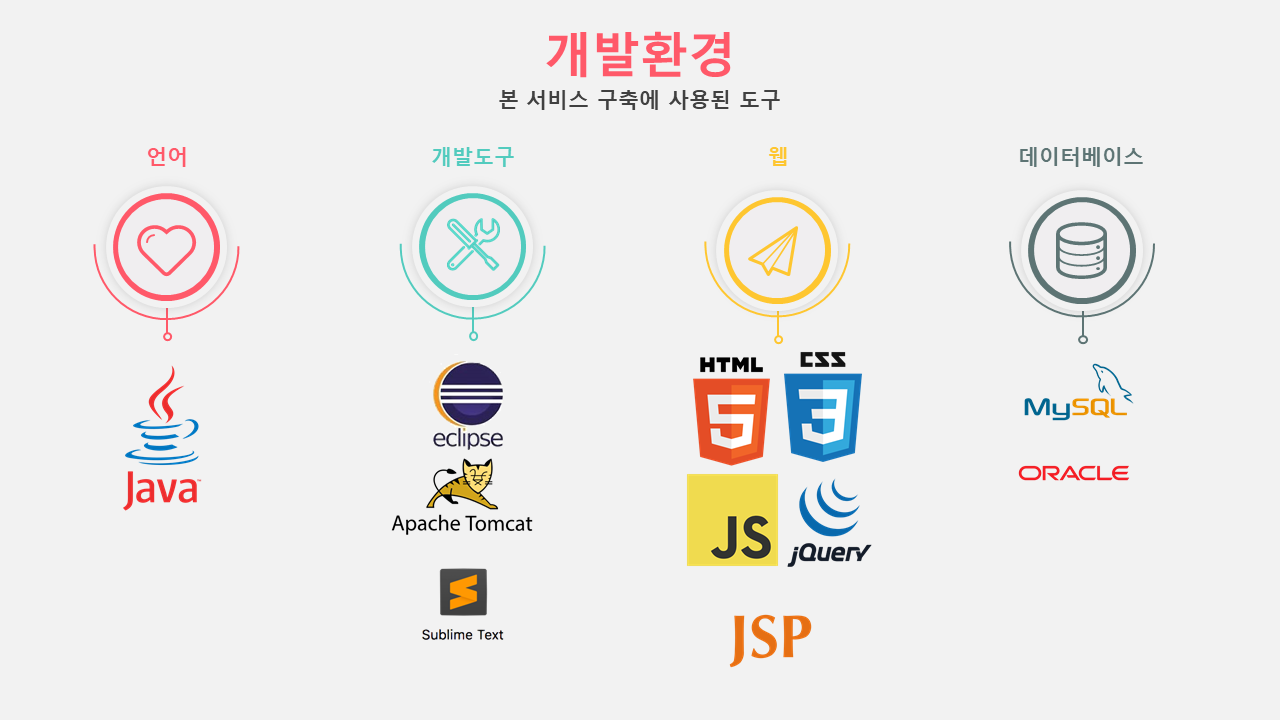 개발환경
본 서비스 구축에 사용된 도구
언어
Java™
개발도구
eclipse
Apache Tomcat
Sublime Text
웹
HTML
5
CSS
3
JS
jQuery
JSP
데이터베이스
MySQL
ORACLE